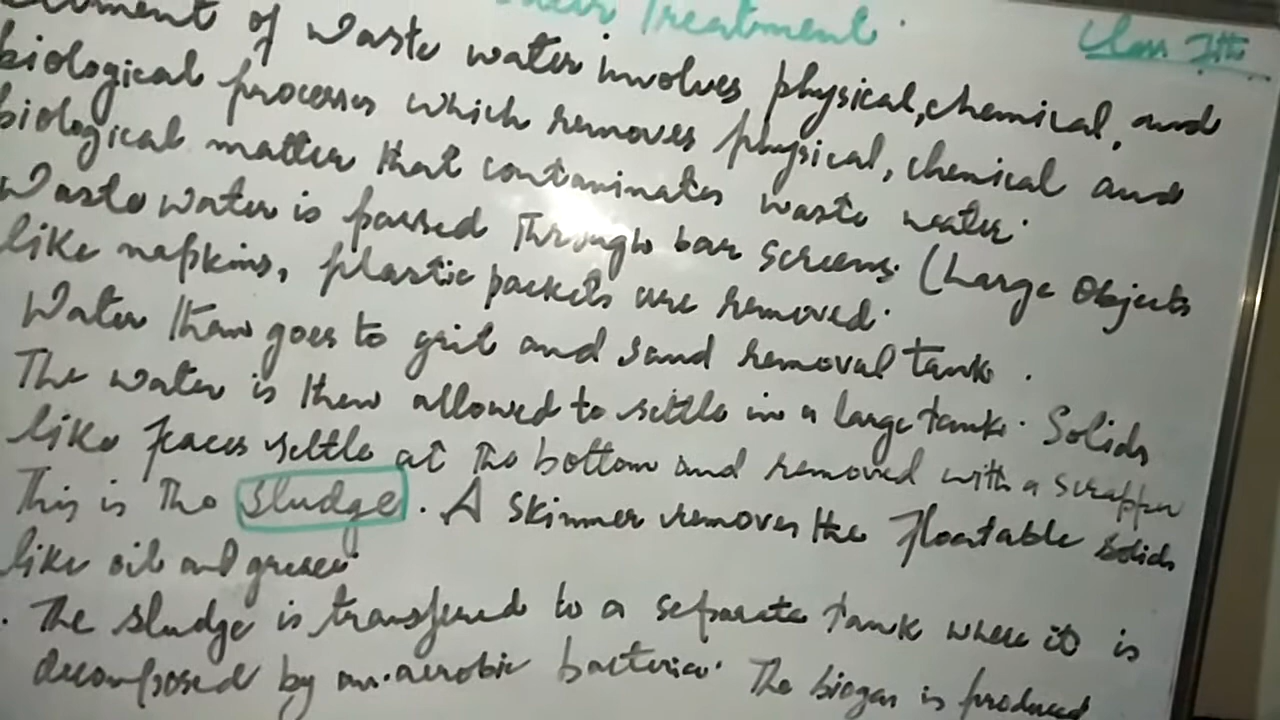 Treatment Class 7th
of waste water involves physical, chemical, and
biological processes which removes physical, chemical and
biological matter that contaminates waste water.
Waste water is passed through bar screens. (Large objects
like napkins, plastic packets are removed.
Water then goes to grit and sand removal tank.
The water is then allowed to settle in a large tank. Solids
like feaces settle at the bottom and removed with a scrapper
This is the sludge. A skimmer removes the floatable solids
like oil and grease
. The sludge is transfered to a separate tank where it is
decomposed by an.aerobic bacteria. The biogas is produced